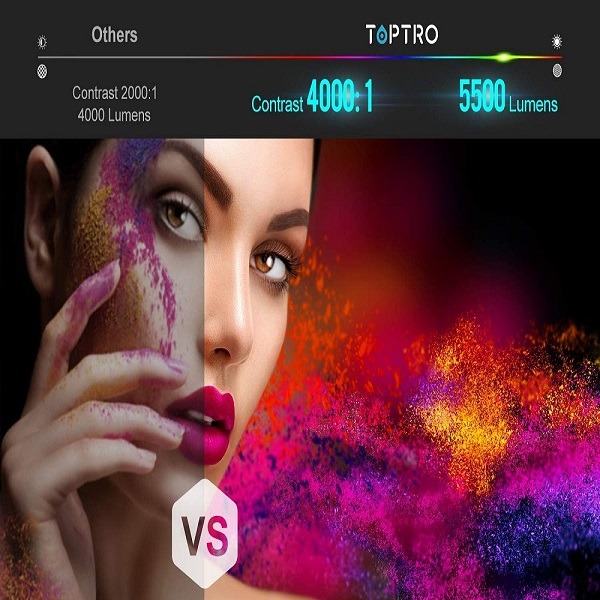 Others
TOPTRO
Contrast 2000:1
4000 Lumens
Contrast 4000:1
5500 Lumens
VS